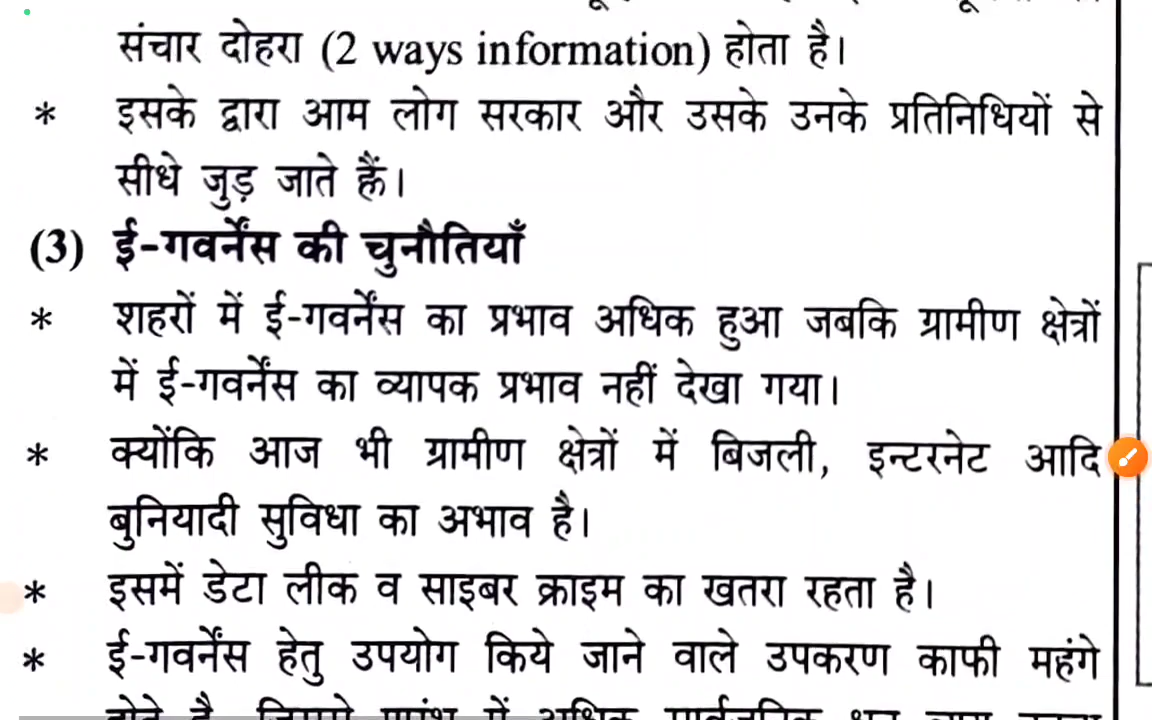 संचार दोहरा (2 ways information) होता है।
* इसके द्वारा आम लोग सरकार और उसके उनके प्रतिनिधियों से
सीधे जुड़ जाते हैं।
(3) ई-गवर्नेंस की चुनौतियाँ
* शहरों में ई-गवर्नेंस का प्रभाव अधिक हुआ जबकि ग्रामीण क्षेत्रों
में ई-गवर्नेंस का व्यापक प्रभाव नहीं देखा गया।
* क्योंकि आज भी ग्रामीण क्षेत्रों में बिजली, इन्टरनेट आदि
बुनियादी सुविधा का अभाव है।
* इसमें डेटा लीक व साइबर क्राइम का खतरा रहता है।
* ई-गवर्नेंस हेतु उपयोग किये जाने वाले उपकरण काफी महंगे